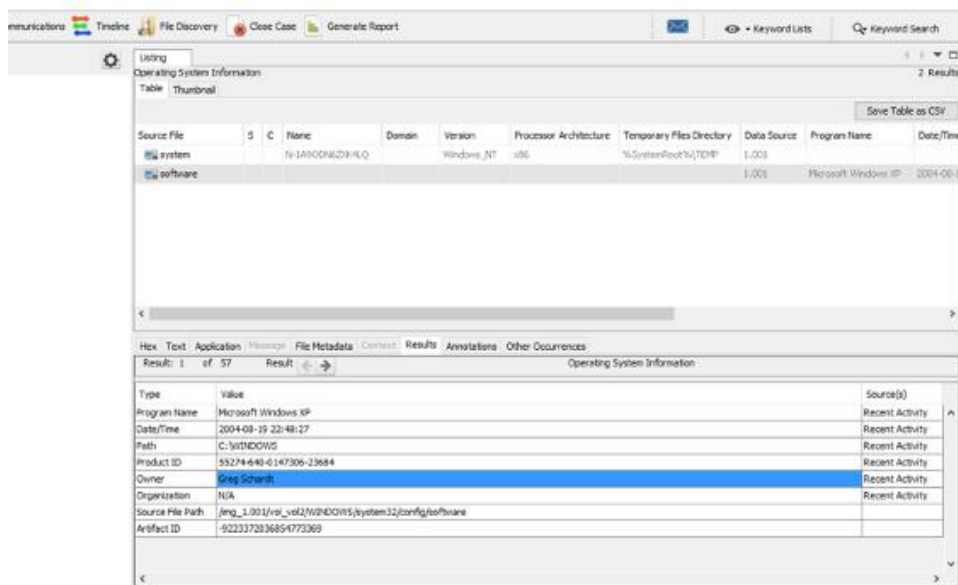 Timeline File Discovery Close Case Generate Report Keyword Lists Keyword Search
Listing
Operating System Information 2 Results
Table Thumbnail
Save Table as CSV
Source File S C Name Domain Version Processor Architecture Temporary Files Directory Data Source Program Name Date/Time
system Windows_NT x86 %SystemRoot%\TEMP 1.001
software 1.001 Microsoft Windows XP
Hex Text Application Message File Metadata Context Results Annotations Other Occurrences
Result: 1 of 57 Result Operating System Information
Type Value Source(s)
Program Name Microsoft Windows XP Recent Activity
Date/Time 2004-08-19 22:48:27 Recent Activity
Path C:\WINDOWS Recent Activity
Product ID 55274-640-0147306-23684 Recent Activity
Owner Greg Schardt Recent Activity
Organization N/A Recent Activity
Source File Path /img_1.001/vol_vol2/WINDOWS/system32/config/software
Artifact ID -9223372036854773369